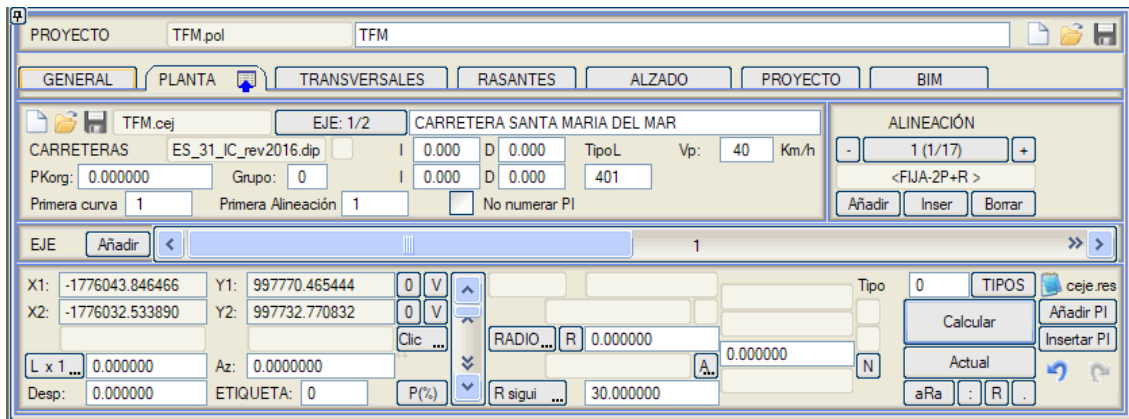 PROYECTO TFM.pol TFM
GENERAL PLANTA TRANSVERSALES RASANTES ALZADO PROYECTO BIM
TFM.cej EJE: 1/2 CARRETERA SANTA MARIA DEL MAR ALINEACIÓN
CARRETERAS ES_31_IC_rev2016.dip I 0.000 D 0.000 TipoL Vp: 40 Km/h - 1 (1/17) +
PKorg: 0.000000 Grupo: 0 I 0.000 D 0.000 401 <FIJA-2P+R >
Primera curva 1 Primera Alineación 1 No numerar PI Añadir Inser Borrar
EJE Añadir 1
X1: -1776043.846466 Y1: 997770.465444 0 V Tipo 0 TIPOS ceje.res
X2: -1776032.533890 Y2: 997732.770832 0 V Calcular Añadir PI
Clic ... RADIO... R 0.000000 Insertar PI
L x 1 ... 0.000000 Az: 0.0000000 A.. 0.000000 N Actual
Desp: 0.000000 ETIQUETA: 0 P(%) R sigui ... 30.000000 aRa : R .